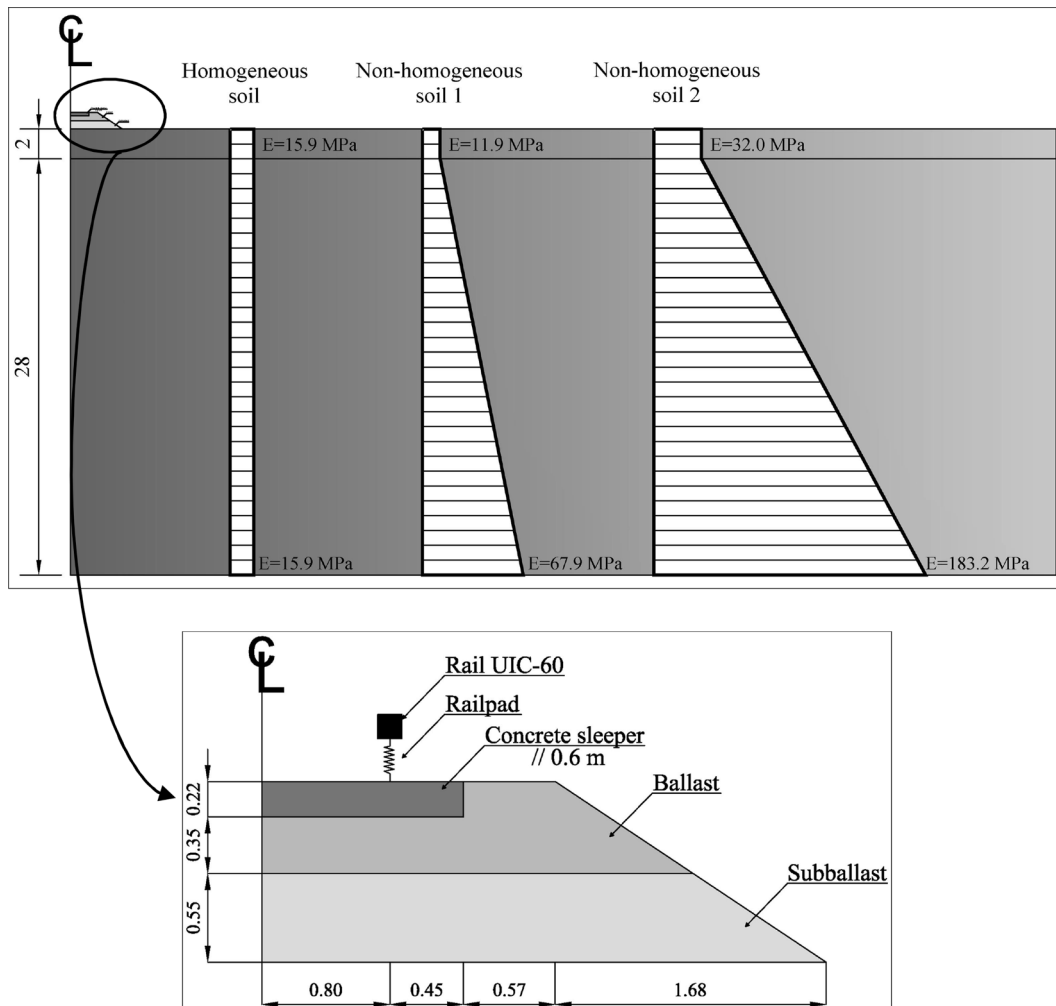 ℄
Homogeneous
soil
Non-homogeneous
soil 1
Non-homogeneous
soil 2
2
E=15.9 MPa
E=11.9 MPa
E=32.0 MPa
28
E=15.9 MPa
E=67.9 MPa
E=183.2 MPa
℄
Rail UIC-60
Railpad
Concrete sleeper
// 0.6 m
Ballast
Subballast
0.22
0.35
0.55
0.80
0.45
0.57
1.68